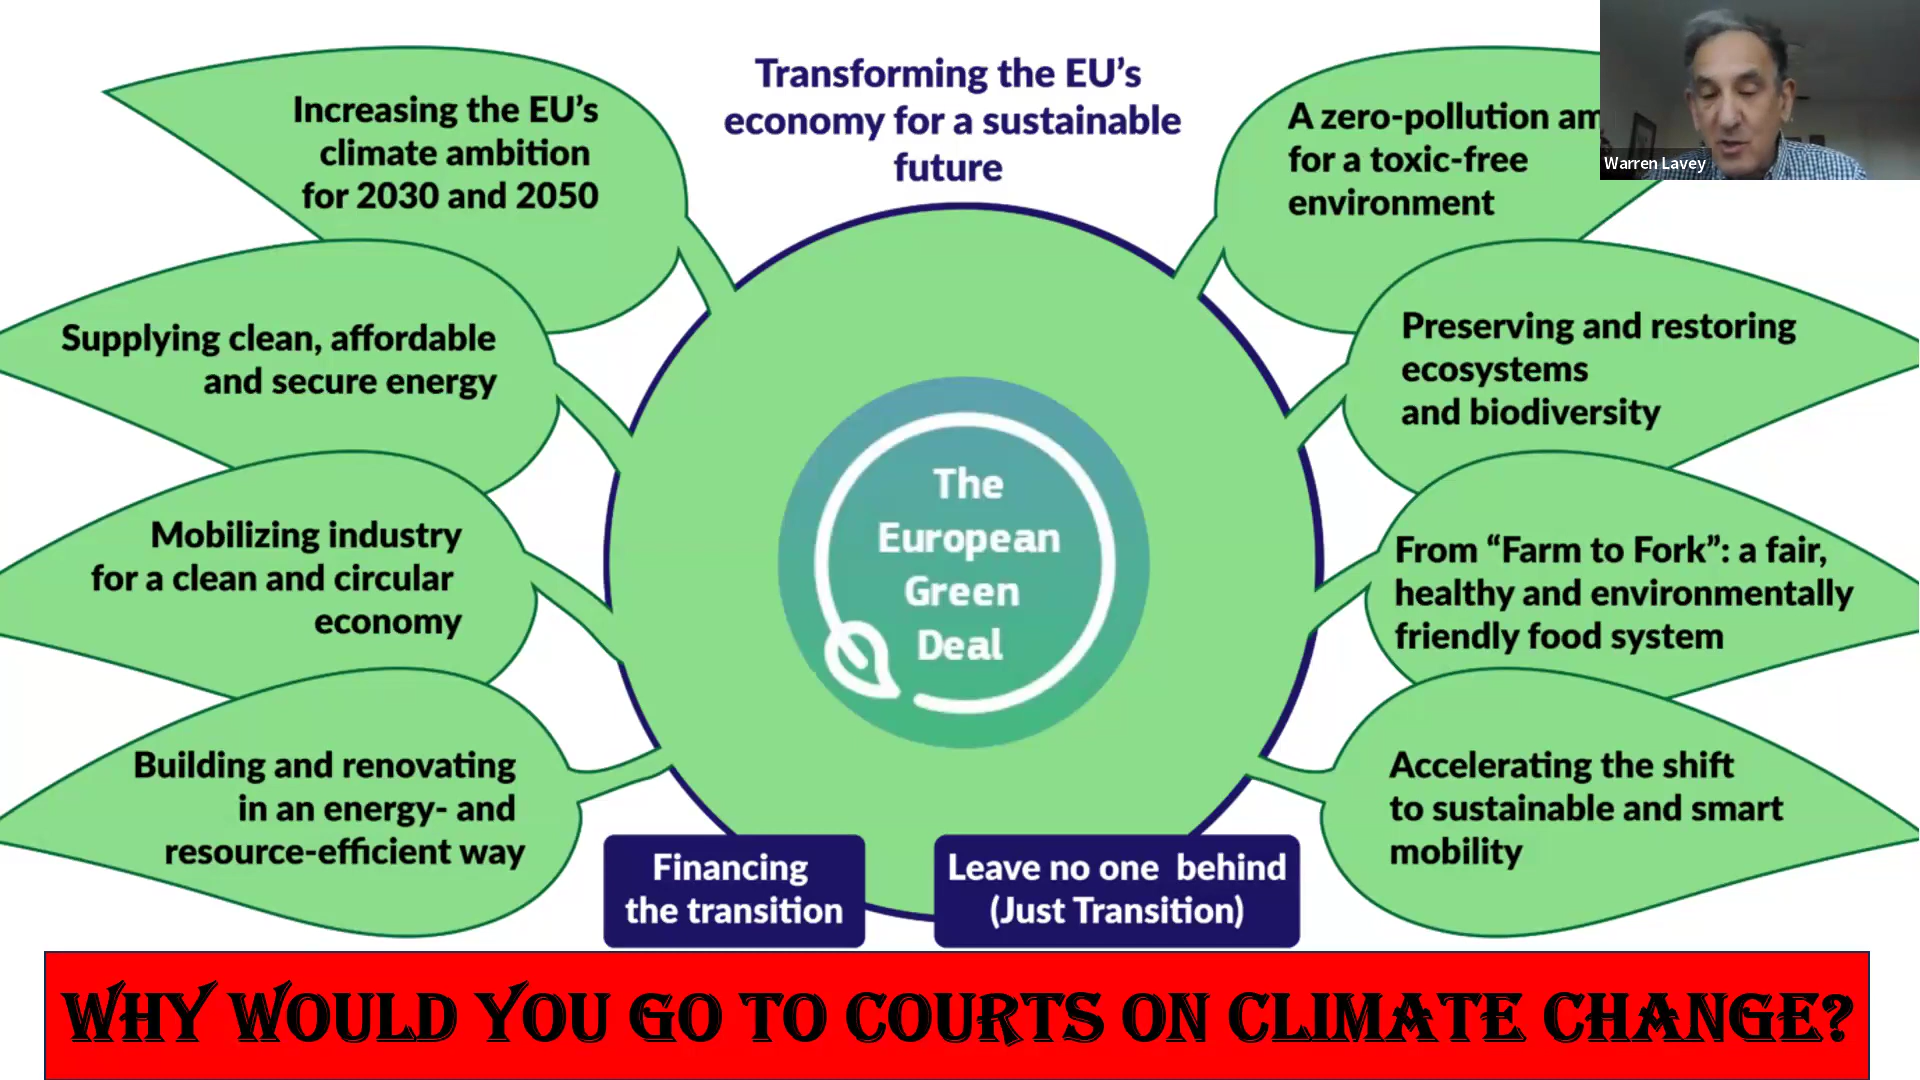 Transforming the EU's
economy for a sustainable
future
Increasing the EU's
climate ambition
for 2030 and 2050
Supplying clean, affordable
and secure energy
Mobilizing industry
for a clean and circular
economy
Building and renovating
in an energy- and
resource-efficient way
The
European
Green
Deal
A zero-pollution
for a toxic-free
environment
Preserving and restoring
ecosystems
and biodiversity
From “Farm to Fork”: a fair,
healthy and environmentally
friendly food system
Accelerating the shift
to sustainable and smart
mobility
Financing
the transition
Leave no one behind
(Just Transition)
Warren Lavey
WHY WOULD YOU GO TO COURTS ON CLIMATE CHANGE?